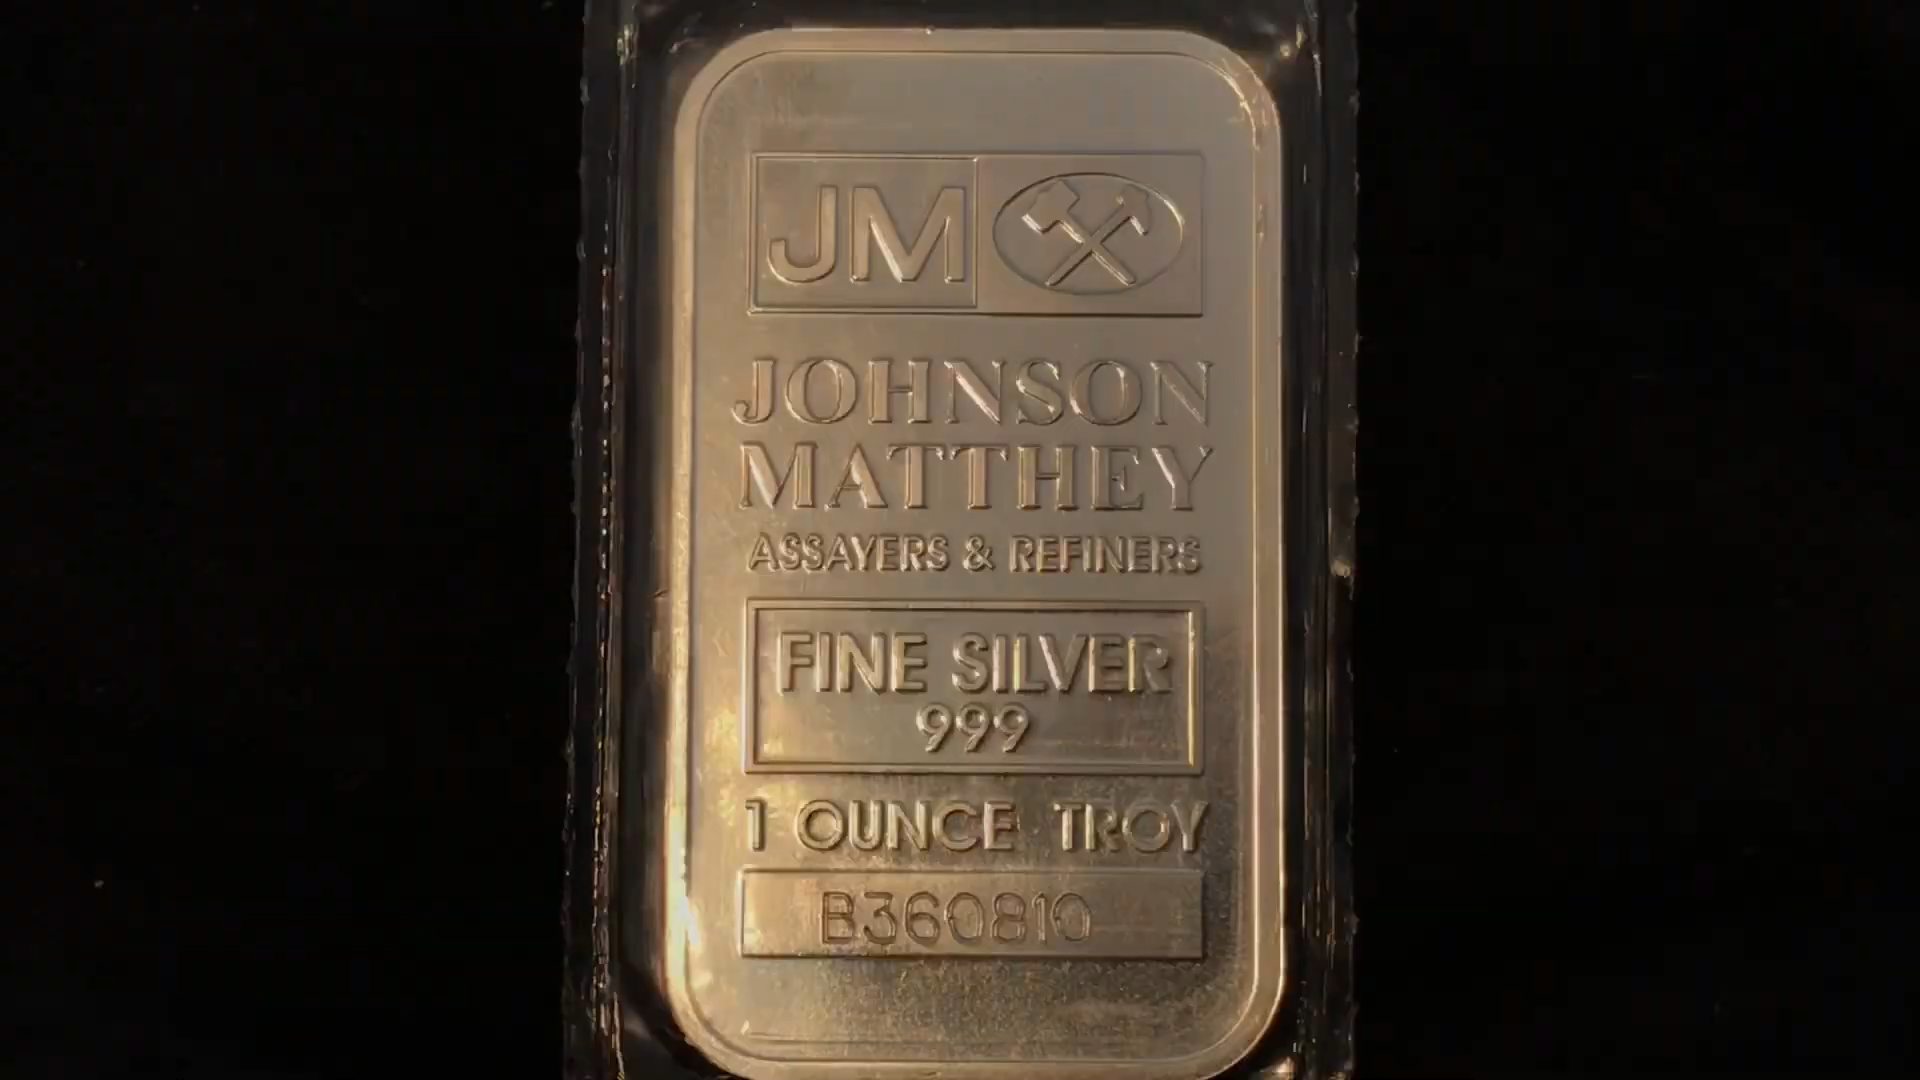 JM
JOHNSON
MATTHEY
ASSAYERS & REFINERS
FINE SILVER
999
1 OUNCE TROY
B360810